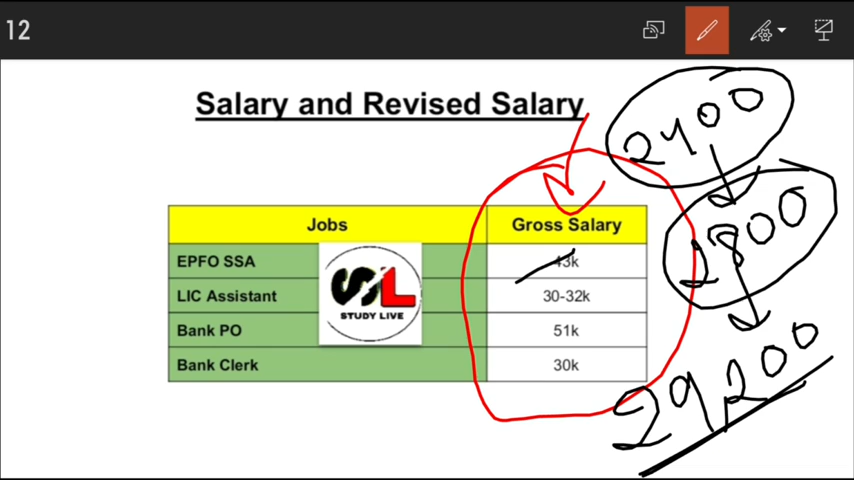 12
Salary and Revised Salary
2400
Jobs Gross Salary
2800
EPFO SSA 43k
LIC Assistant 30-32k
SL
STUDY LIVE
Bank PO 51k
Bank Clerk 30k
29200